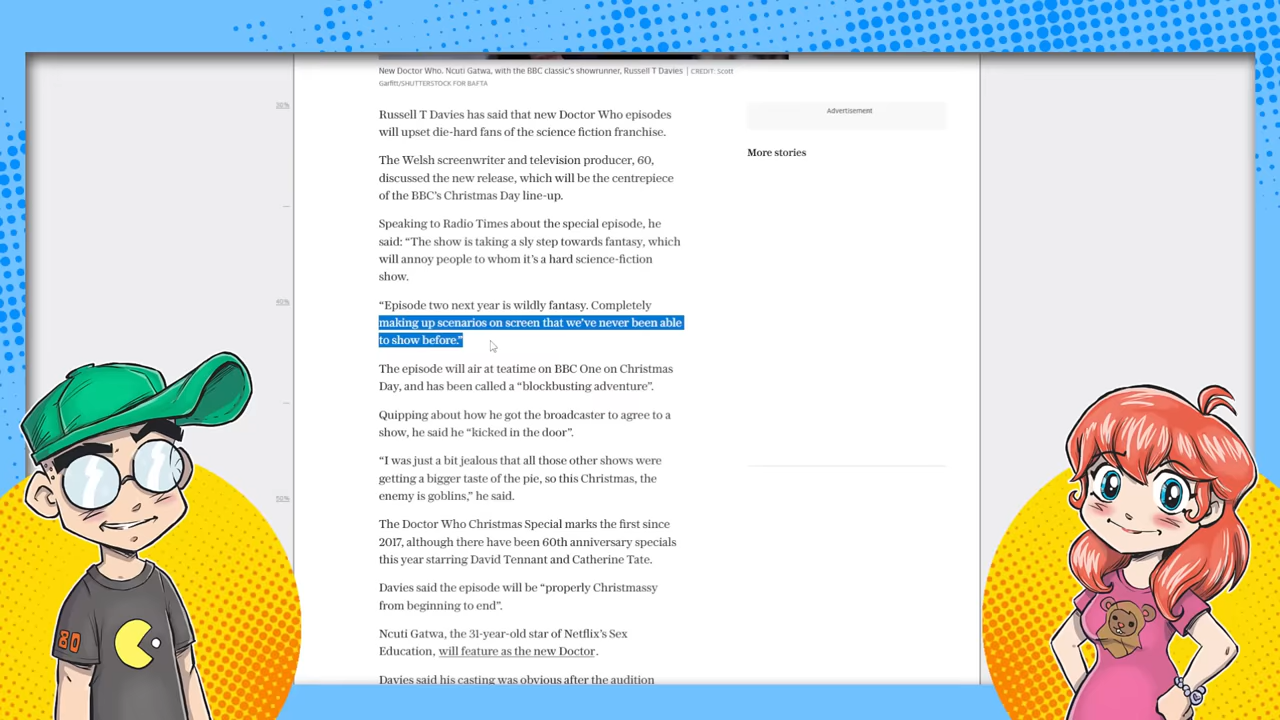 New Doctor Who, Ncuti Gatwa, with the BBC classic's showrunner, Russell T Davies | CREDIT: Scott
Garfitt/SHUTTERSTOCK FOR BAFTA
Russell T Davies has said that new Doctor Who episodes
will upset die-hard fans of the science fiction franchise.
The Welsh screenwriter and television producer, 60,
discussed the new release, which will be the centrepiece
of the BBC's Christmas Day line-up.
Speaking to Radio Times about the special episode, he
said: “The show is taking a sly step towards fantasy, which
will annoy people to whom it's a hard science-fiction
show.
“Episode two next year is wildly fantasy. Completely
making up scenarios on screen that we've never been able
to show before.”
The episode will air at teatime on BBC One on Christmas
Day, and has been called a “blockbusting adventure”.
Quipping about how he got the broadcaster to agree to a
show, he said he “kicked in the door”.
“I was just a bit jealous that all those other shows were
getting a bigger taste of the pie, so this Christmas, the
enemy is goblins,” he said.
The Doctor Who Christmas Special marks the first since
2017, although there have been 60th anniversary specials
this year starring David Tennant and Catherine Tate.
Davies said the episode will be “properly Christmassy
from beginning to end”.
Ncuti Gatwa, the 31-year-old star of Netflix's Sex
Education, will feature as the new Doctor.
Davies said his casting was obvious after the audition
Advertisement
More stories
80